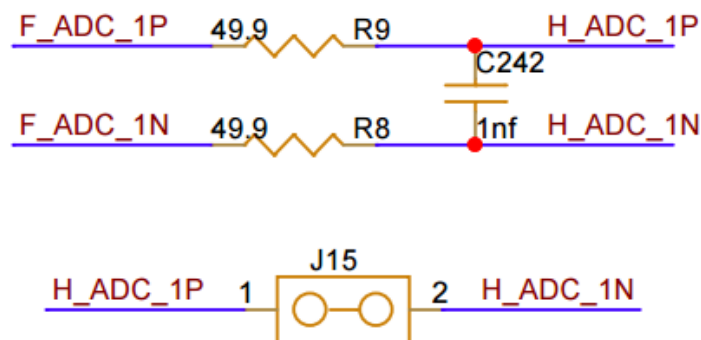 F_ADC_1P 49.9 R9 H_ADC_1P
C242
F_ADC_1N 49.9 R8 1nf H_ADC_1N
J15
H_ADC_1P 1 2 H_ADC_1N